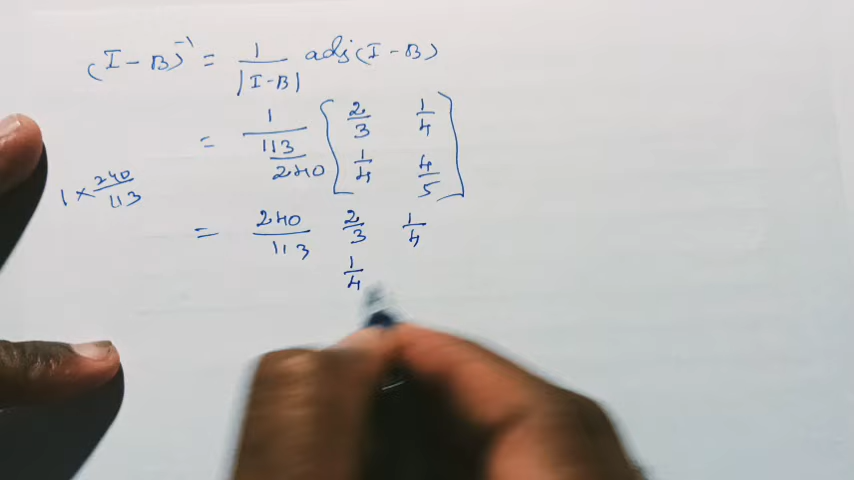 (I - B)⁻¹ = 1/|I-B| adj(I - B)
= 1/(113/240) [2/3 1/4
1/4 4/5]
1 × 240/113
= 240/113 2/3 1/4
1/4